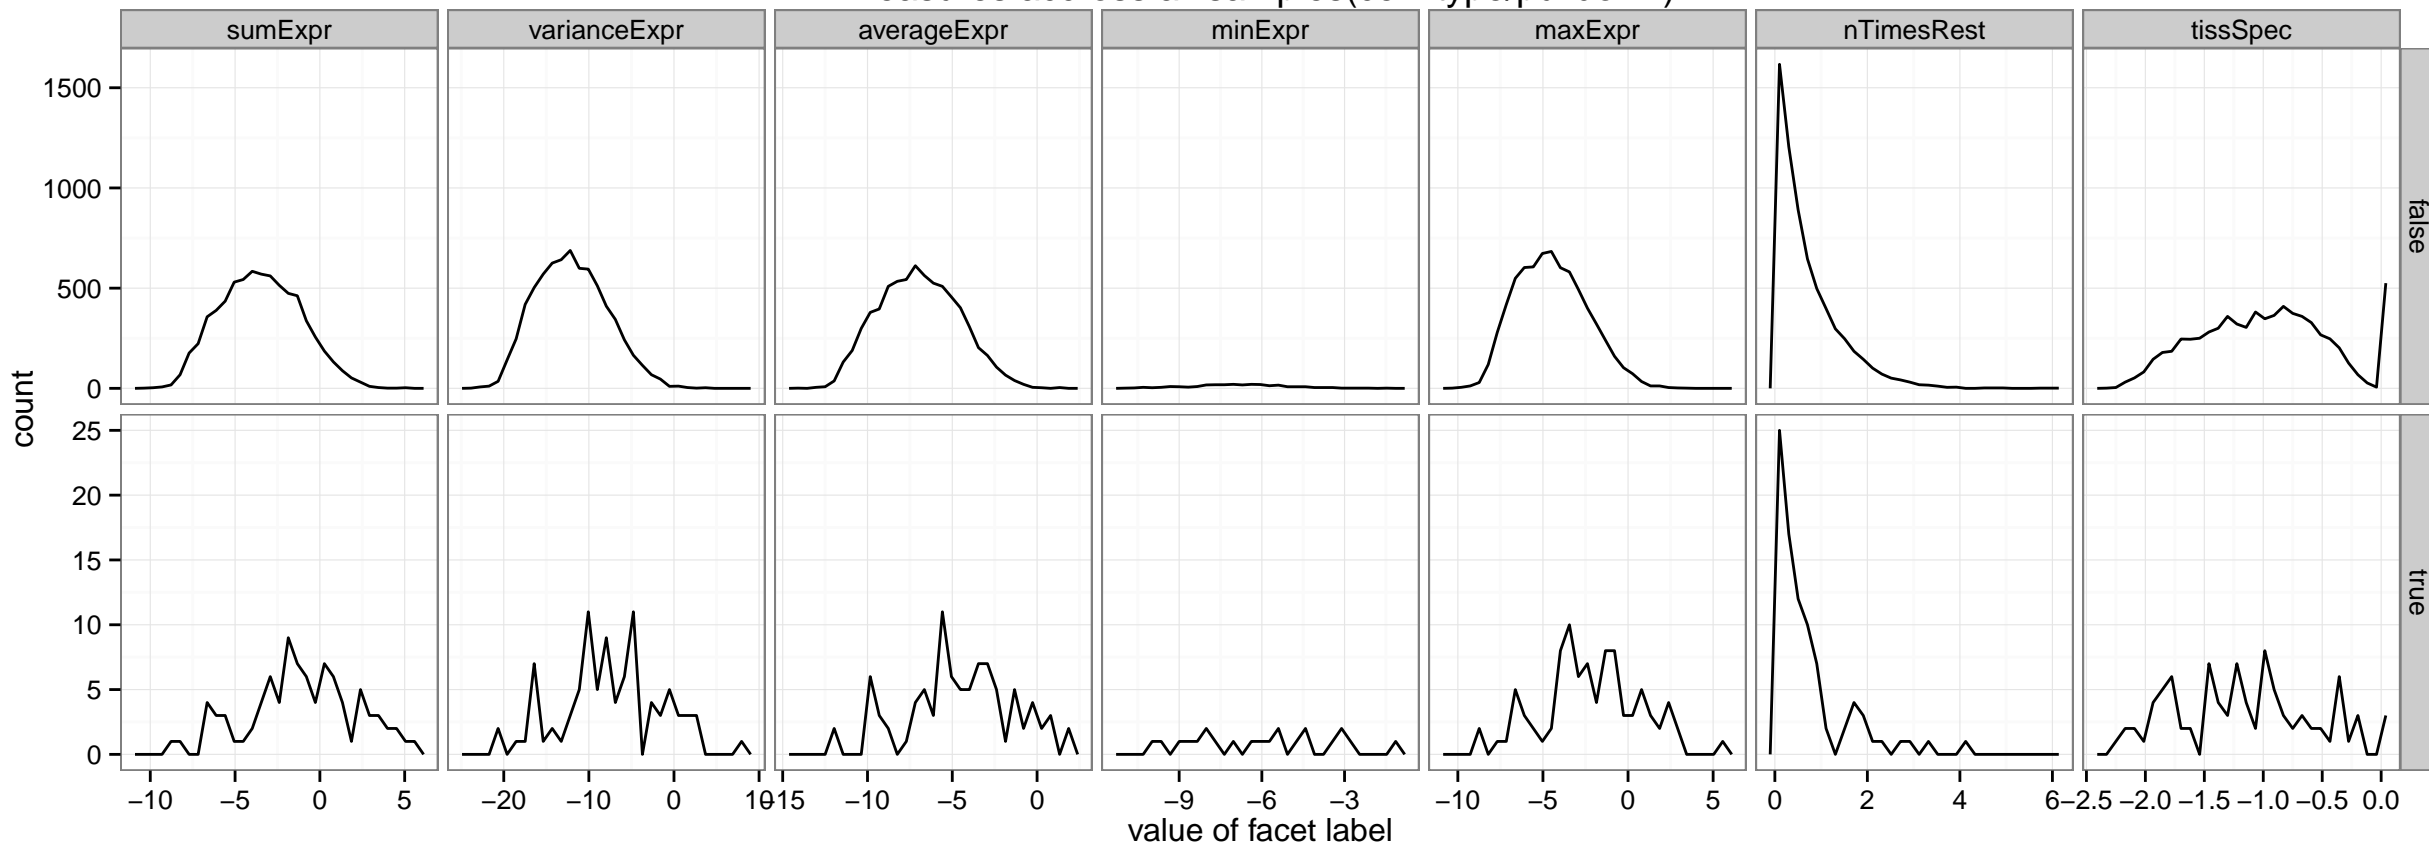 sumExpr varianceExpr averageExpr minExpr maxExpr nTimesRest tissSpec
1500
1000
500
0
false
count
25
20
15
10
5
0
true
−10 −5 0 5 −20 −10 0 10 −15 −10 −5 0 −9 −6 −3 −10 −5 0 5 0 2 4 6 −2.5 −2.0 −1.5 −1.0 −0.5 0.0
value of facet label